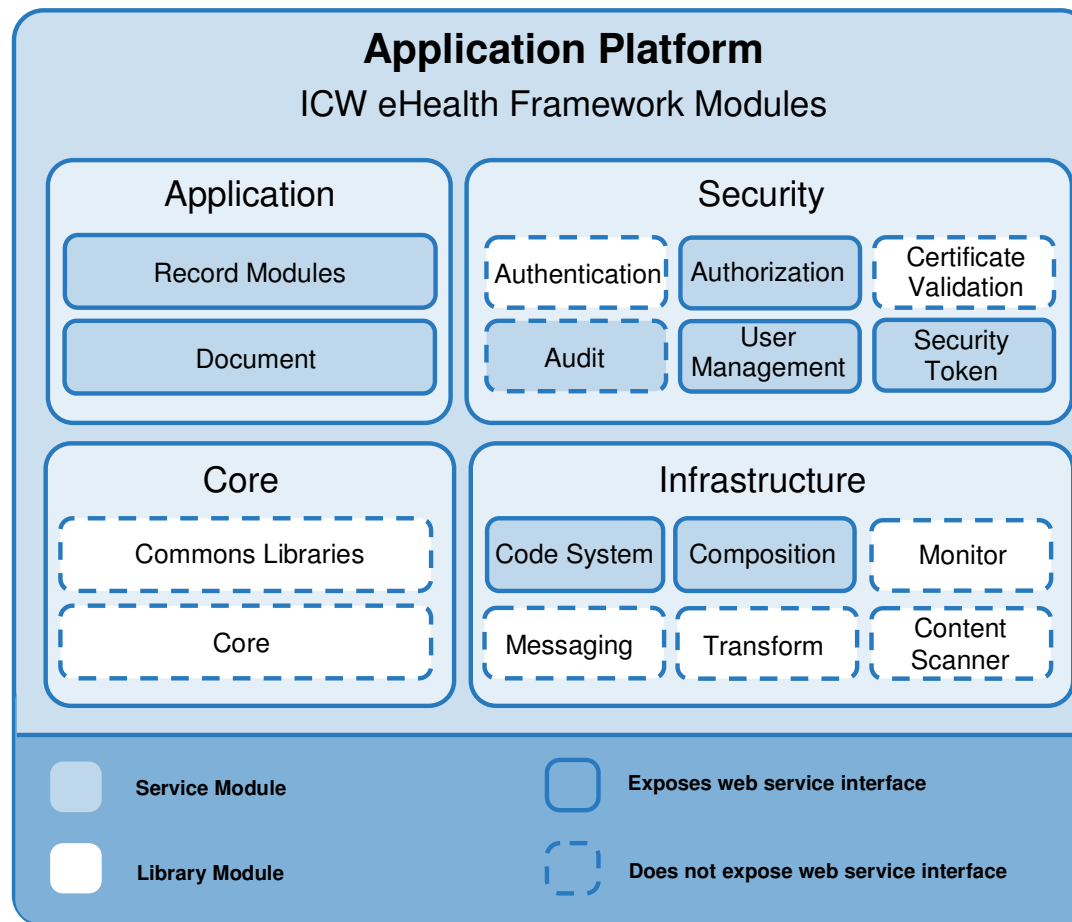 Application Platform
ICW eHealth Framework Modules
Application
Record Modules
Document
Security
Authentication
Authorization
Certificate
Validation
Audit
User
Management
Security
Token
Core
Commons Libraries
Core
Infrastructure
Code System
Composition
Monitor
Messaging
Transform
Content
Scanner
Service Module
Exposes web service interface
Library Module
Does not expose web service interface